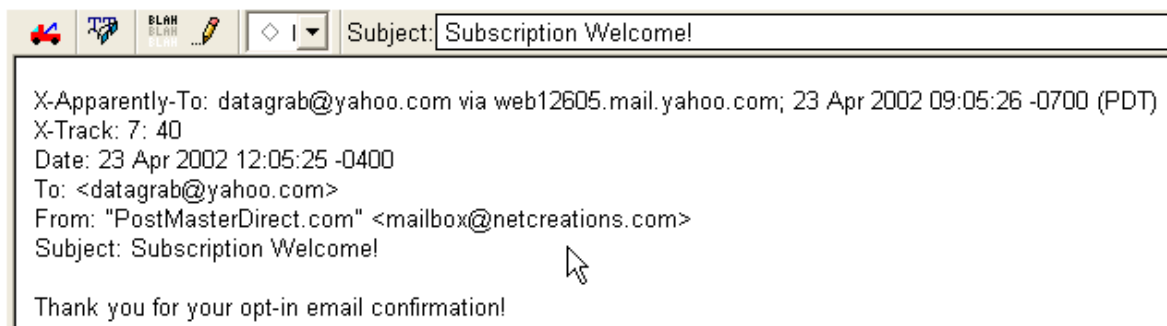 BLAH
BLAH
BLAH
Subject: Subscription Welcome!
X-Apparently-To: datagrab@yahoo.com via web12605.mail.yahoo.com; 23 Apr 2002 09:05:26 -0700 (PDT)
X-Track: 7: 40
Date: 23 Apr 2002 12:05:25 -0400
To: <datagrab@yahoo.com>
From: "PostMasterDirect.com" <mailbox@netcreations.com>
Subject: Subscription Welcome!
Thank you for your opt-in email confirmation!